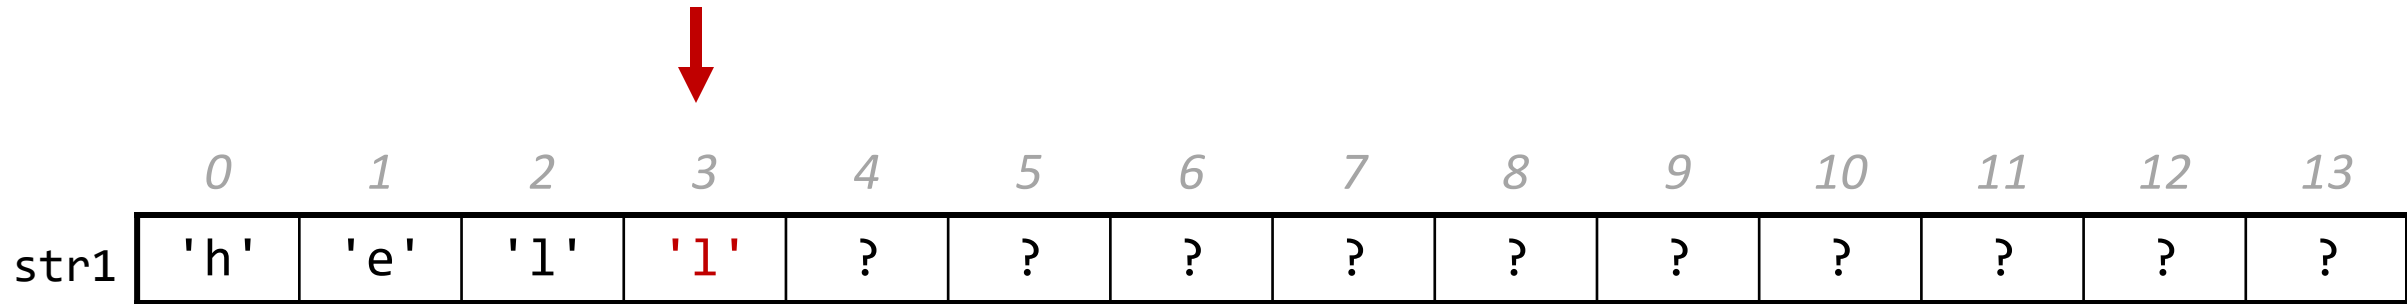 0 1 2 3 4 5 6 7 8 9 10 11 12 13
str1 'h' 'e' 'l' 'l' ? ? ? ? ? ? ? ? ? ?